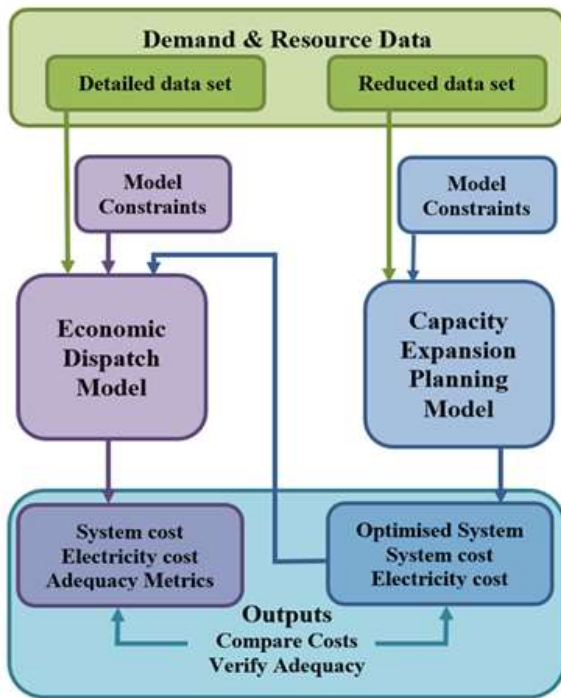 Demand & Resource Data
Detailed data set
Reduced data set
Model
Constraints
Model
Constraints
Economic
Dispatch
Model
Capacity
Expansion
Planning
Model
System cost
Electricity cost
Adequacy Metrics
Optimised System
System cost
Electricity cost
Outputs
Compare Costs
Verify Adequacy